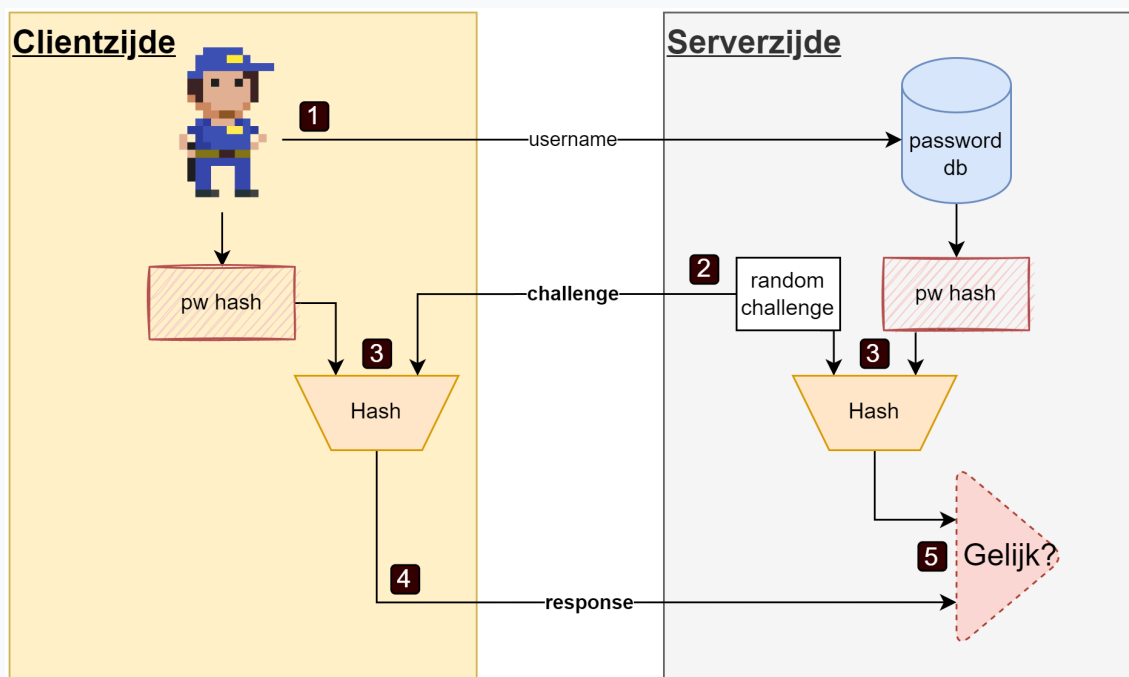 Clientzijde
Serverzijde
1
username
password
db
pw hash
challenge
2
random
challenge
pw hash
3
Hash
3
Hash
4
response
5
Gelijk?